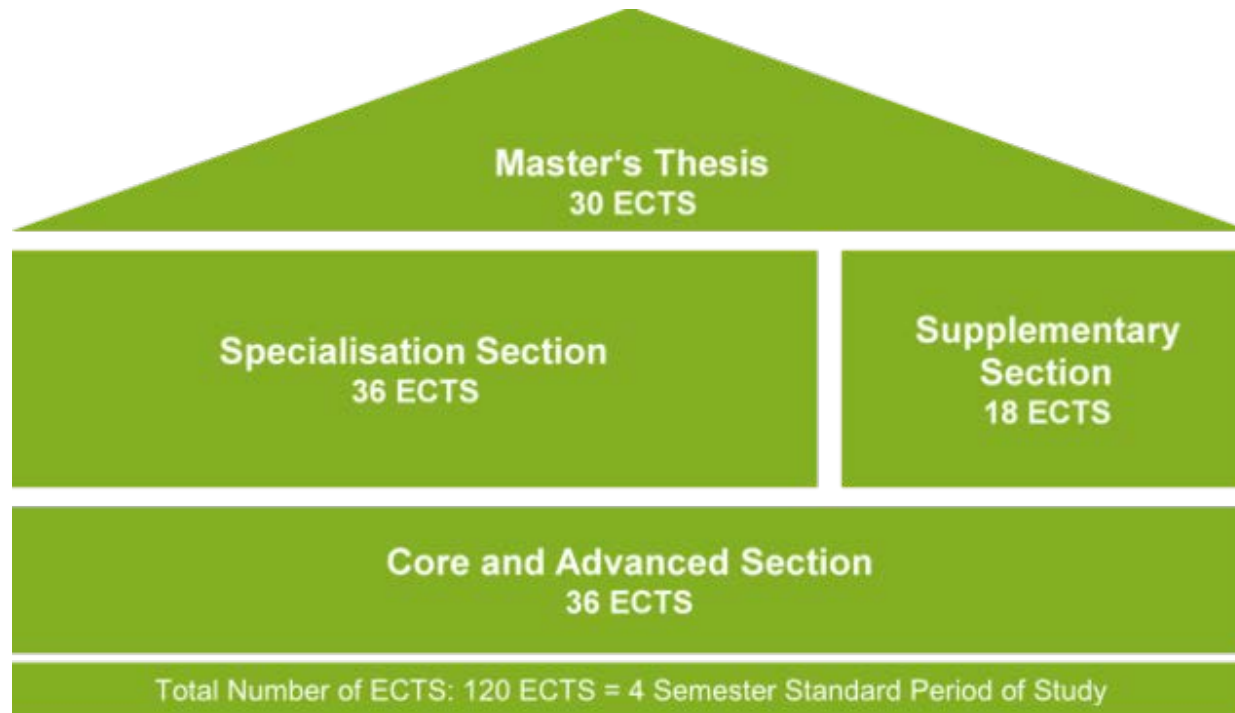 Master‘s Thesis
30 ECTS
Specialisation Section
36 ECTS
Supplementary
Section
18 ECTS
Core and Advanced Section
36 ECTS
Total Number of ECTS: 120 ECTS = 4 Semester Standard Period of Study